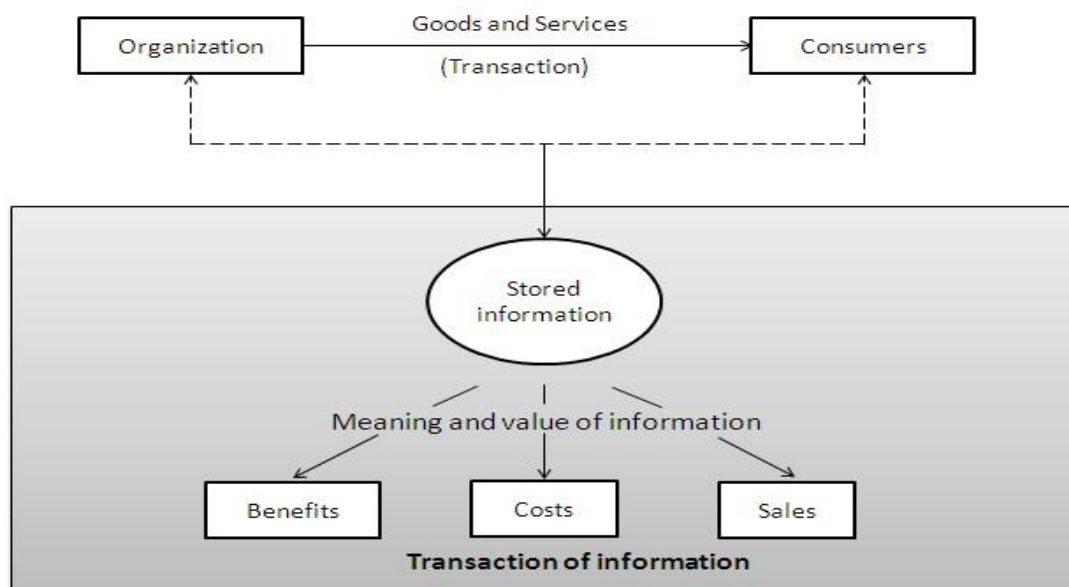 Goods and Services
Organization
Consumers
(Transaction)
Stored
information
Meaning and value of information
Benefits
Costs
Sales
Transaction of information